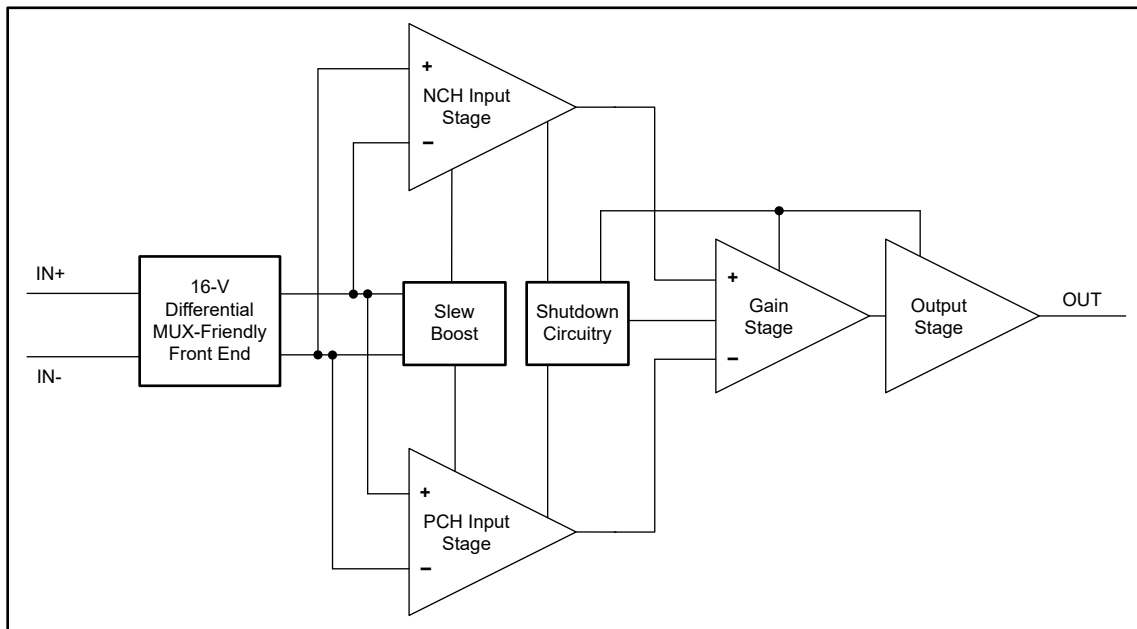 +
NCH Input
Stage
−
IN+
16-V
Differential
MUX-Friendly
Front End
IN-
Slew
Boost
Shutdown
Circuitry
+
Gain
Stage
−
Output
Stage
OUT
+
PCH Input
Stage
−